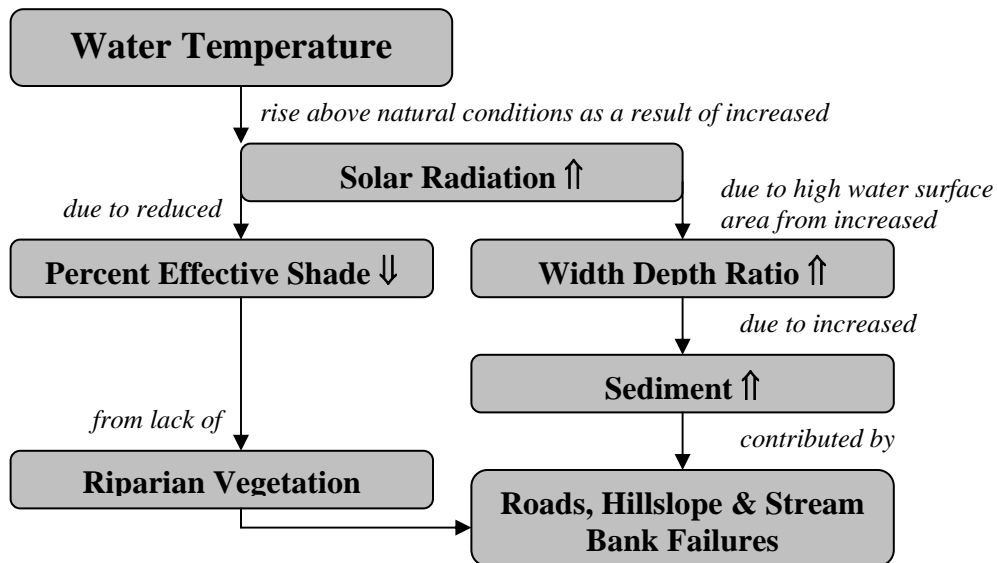 Water Temperature
rise above natural conditions as a result of increased
Solar Radiation ⇑
due to reduced
due to high water surface
area from increased
Percent Effective Shade ⇓
Width Depth Ratio ⇑
due to increased
Sediment ⇑
from lack of
contributed by
Riparian Vegetation
Roads, Hillslope & Stream
Bank Failures